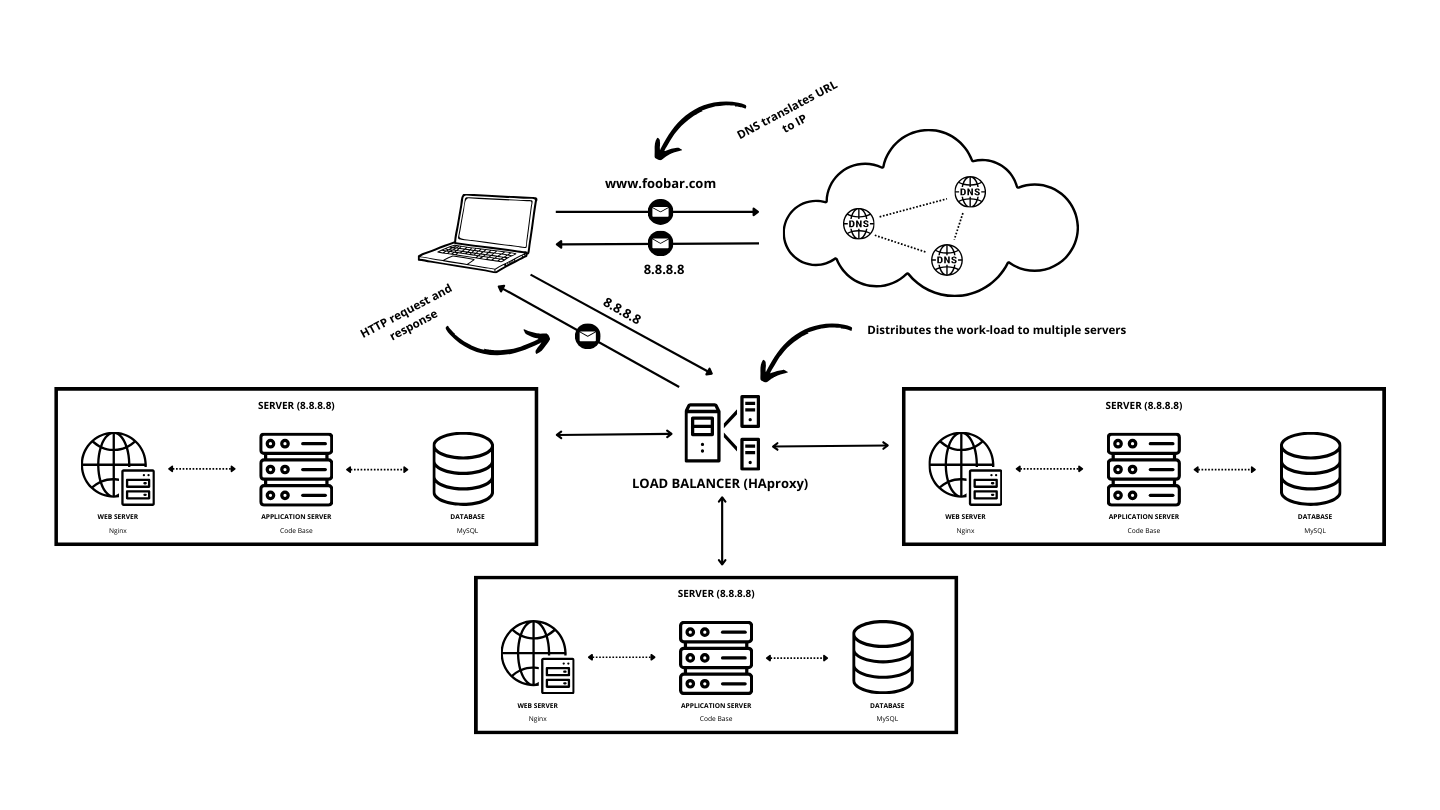 DNS translates URL
to IP
www.foobar.com
DNS
DNS
DNS
8.8.8.8
HTTP request and
response
8.8.8.8
Distributes the work-load to multiple servers
SERVER (8.8.8.8)
WEB SERVER
Nginx
APPLICATION SERVER
Code Base
DATABASE
MySQL
LOAD BALANCER (HAproxy)
SERVER (8.8.8.8)
WEB SERVER
Nginx
APPLICATION SERVER
Code Base
DATABASE
MySQL
SERVER (8.8.8.8)
WEB SERVER
Nginx
APPLICATION SERVER
Code Base
DATABASE
MySQL